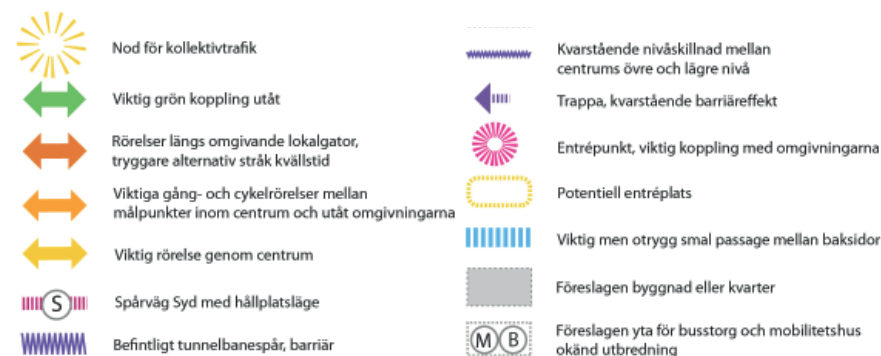 Nod för kollektivtrafik
Viktig grön koppling utåt
Rörelser längs omgivande lokalgator,
tryggare alternativ stråk kvällstid
Viktiga gång- och cykelrörelser mellan
målpunkter inom centrum och utåt omgivningarna
Viktig rörelse genom centrum
S
Spårväg Syd med hållplatsläge
Befintligt tunnelbanespår, barriär
Kvarstående nivåskillnad mellan
centrums övre och lägre nivå
Trappa, kvarstående barriäreffekt
Entrépunkt, viktig koppling med omgivningarna
Potentiell entréplats
Viktig men otrygg smal passage mellan baksidor
Föreslagen byggnad eller kvarter
M B
Föreslagen yta för busstorg och mobilitetshus
okänd utbredning